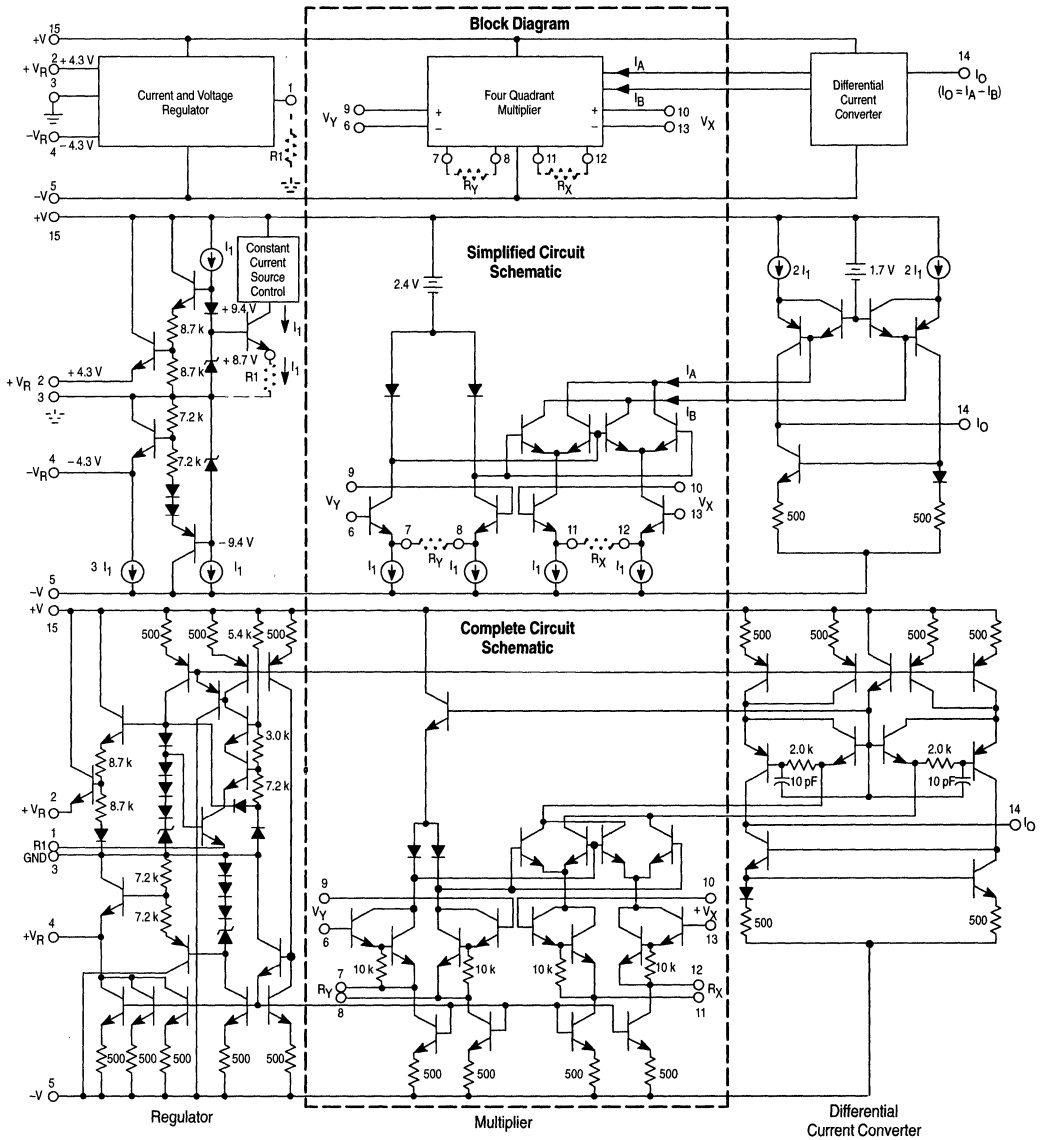 Block Diagram
15
+V
2
+ VR
+4.3 V
3
−VR
4
− 4.3 V
Current and Voltage
Regulator
1
R1
5
−V
9
VY
6
+
−
Four Quadrant
Multiplier
+
−
10
VX
13
7
8
11
12
RY
RX
IA
IB
Differential
Current
Converter
14
IO
(IO = IA − IB)
+V
15
Simplified Circuit
Schematic
I1
Constant
Current
Source
Control
+ 9.4 V
I1
8.7 k
+ 8.7 V
R1
I1
8.7 k
+ VR
2
+ 4.3 V
3
7.2 k
4
−VR
− 4.3 V
7.2 k
− 9.4 V
3 I1
I1
5
−V
2.4 V
IA
IB
9
VY
6
10
VX
13
7
8
11
12
RY
RX
I1
I1
I1
I1
2 I1
1.7 V
2 I1
14
IO
500
500
+V
15
Complete Circuit
Schematic
500
500
5.4 k
500
3.0 k
8.7 k
7.2 k
8.7 k
2
+ VR
1
R1
GND
3
7.2 k
7.2 k
4
+VR
500
500
500
500
500
5
−V
Regulator
9
VY
6
10
+ VX
13
10 k
10 k
10 k
10 k
7
RY
8
12
RX
11
500
500
500
500
Multiplier
500
500
500
500
2.0 k
2.0 k
10 pF
10 pF
14
IO
500
500
Differential
Current Converter